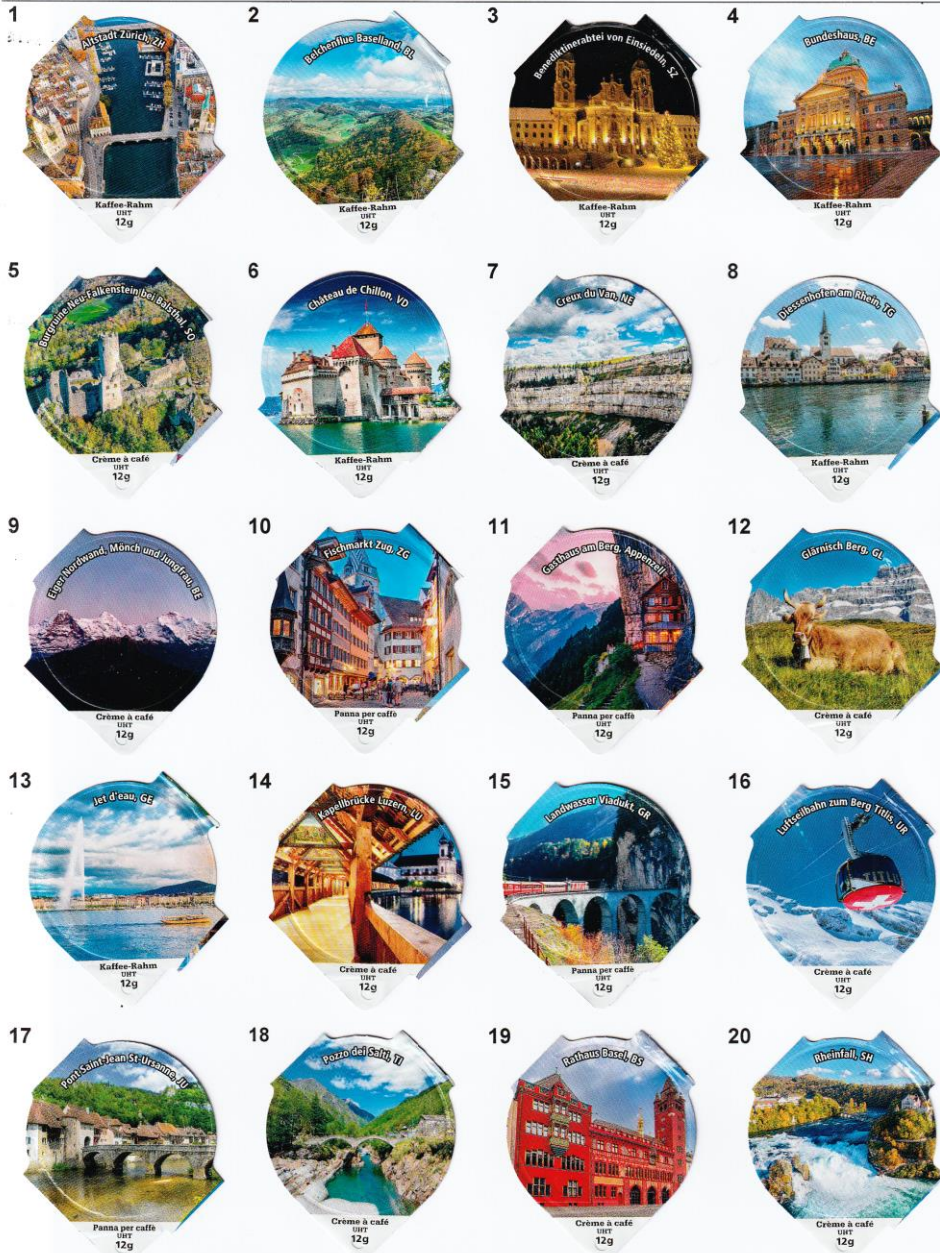 1
Altstadt Zürich, ZH
Kaffee-Rahm
UHT
12g
2
Belchenflue Baselland, BL
Kaffee-Rahm
UHT
12g
3
Benediktinerabtei von Einsiedeln, SZ
Kaffee-Rahm
UHT
12g
4
Bundeshaus, BE
Kaffee-Rahm
UHT
12g
5
Burgruine Neu-Falkenstein bei Balsthal, SO
Crème à café
UHT
12g
6
Château de Chillon, VD
Kaffee-Rahm
UHT
12g
7
Creux du Van, NE
Crème à café
UHT
12g
8
Diessenhofen am Rhein, TG
Kaffee-Rahm
UHT
12g
9
Eiger Nordwand, Mönch und Jungfrau, BE
Crème à café
UHT
12g
10
Fischmarkt Zug, ZG
Panna per caffè
UHT
12g
11
Gasthaus am Berg, Appenzell
Panna per caffè
UHT
12g
12
Glärnisch Berg, GL
Crème à café
UHT
12g
13
Jet d'eau, GE
Kaffee-Rahm
UHT
12g
14
Kapellbrücke Luzern, LU
Crème à café
UHT
12g
15
Landwasser Viadukt, GR
Panna per caffè
UHT
12g
16
Luftseilbahn zum Berg Titlis, UR
TITLIS
Crème à café
UHT
12g
17
Pont Saint-Jean St-Ursanne, JU
Panna per caffè
UHT
12g
18
Pozzo dei Salti, TI
Crème à café
UHT
12g
19
Rathaus Basel, BS
Crème à café
UHT
12g
20
Rheinfall, SH
Crème à café
UHT
12g